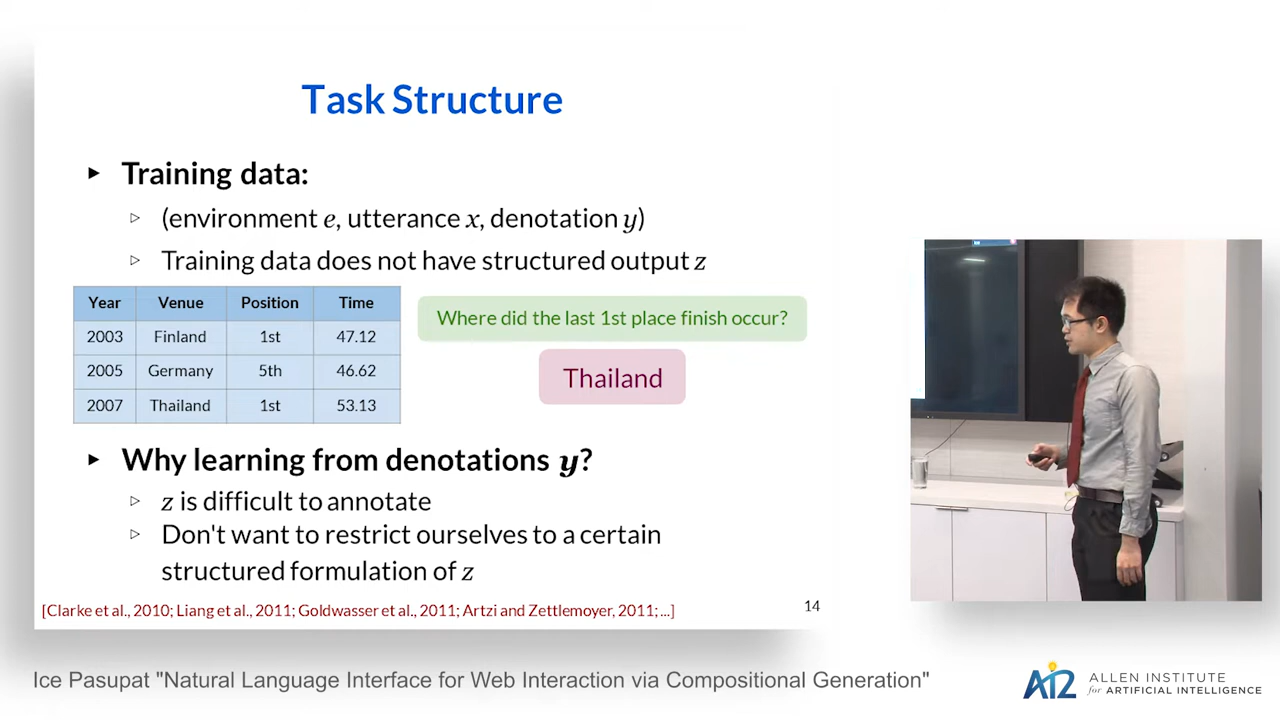 Task Structure
▸ Training data:
▹ (environment e, utterance x, denotation y)
▹ Training data does not have structured output z
Year Venue Position Time
2003 Finland 1st 47.12
2005 Germany 5th 46.62
2007 Thailand 1st 53.13
Where did the last 1st place finish occur?
Thailand
▸ Why learning from denotations y?
▹ z is difficult to annotate
▹ Don't want to restrict ourselves to a certain
structured formulation of z
[Clarke et al., 2010; Liang et al., 2011; Goldwasser et al., 2011; Artzi and Zettlemoyer, 2011; ...]
14
Ice Pasupat "Natural Language Interface for Web Interaction via Compositional Generation"
AI2
ALLEN INSTITUTE
for ARTIFICIAL INTELLIGENCE